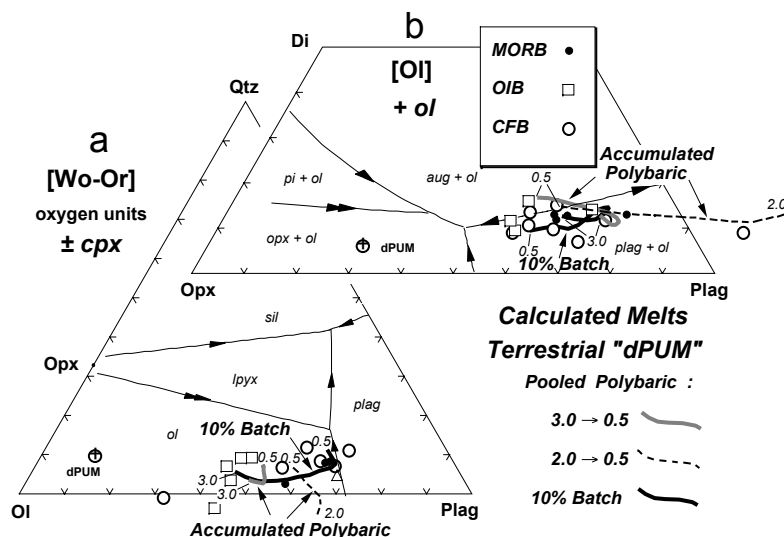 a
[Wo-Or]
oxygen units
± cpx
Qtz
Opx
sil
lpyx
plag
ol
10% Batch
0.5
0.5
0.5
3.0
3.0
2.0
dPUM
Ol
Plag
Accumulated Polybaric
b
[Ol]
+ ol
Di
MORB
OIB
CFB
Accumulated
Polybaric
0.5
pi + ol
aug + ol
opx + ol
dPUM
0.5
3.0
plag + ol
2.0
10% Batch
Opx
Plag
Calculated Melts
Terrestrial "dPUM"
Pooled Polybaric :
3.0 → 0.5
2.0 → 0.5
10% Batch